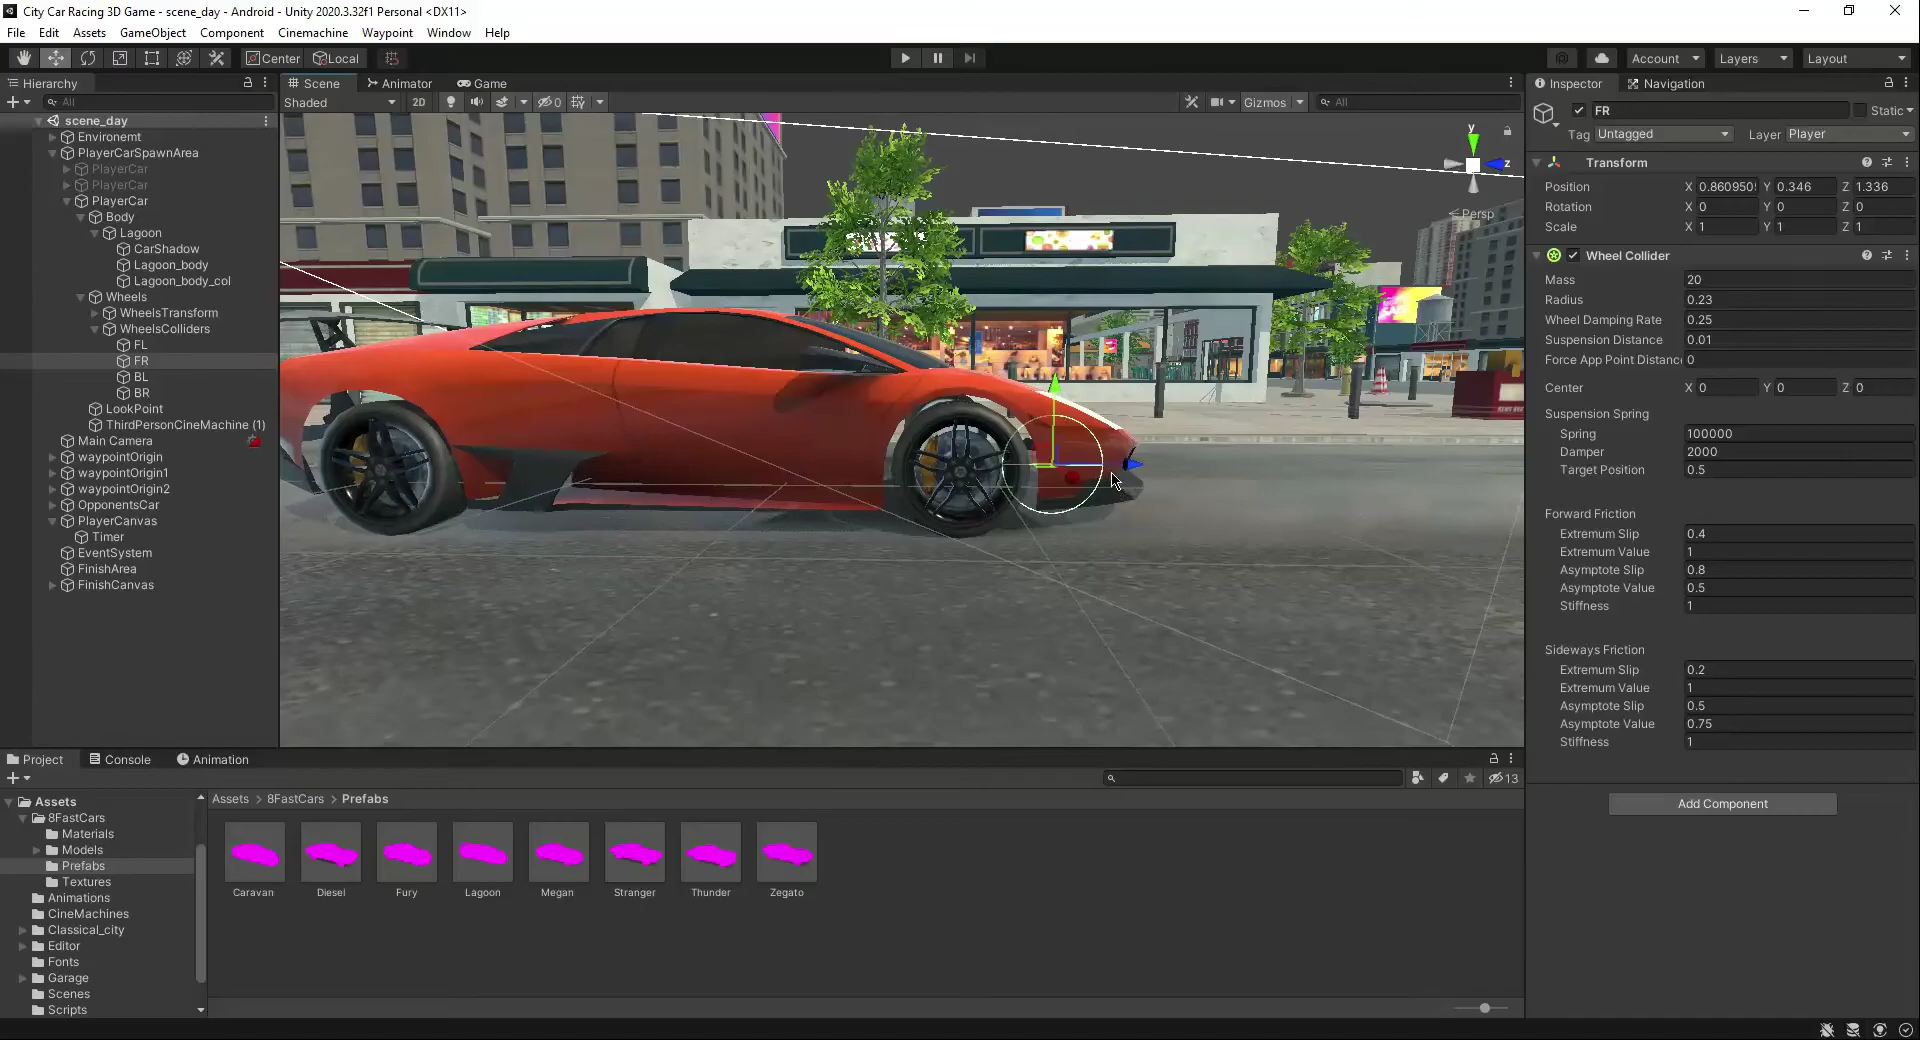 City Car Racing 3D Game - scene_day - Android - Unity 2020.3.32f1 Personal <DX11>
File Edit Assets GameObject Component Cinemachine Waypoint Window Help
Center Local Account Layers Layout
Hierarchy
All
scene_day
Environemt
PlayerCarSpawnArea
PlayerCar
PlayerCar
PlayerCar
Body
Lagoon
CarShadow
Lagoon_body
Lagoon_body_col
Wheels
WheelsTransform
WheelsColliders
FL
FR
BL
BR
LookPoint
ThirdPersonCineMachine (1)
Main Camera
waypointOrigin
waypointOrigin1
waypointOrigin2
OpponentsCar
PlayerCanvas
Timer
EventSystem
FinishArea
FinishCanvas
Scene Animator Game
Shaded 2D 0 Gizmos All
y
z
Persp
Inspector Navigation
FR Static
Tag Untagged Layer Player
Transform
Position X 0.860950 Y 0.346 Z 1.336
Rotation X 0 Y 0 Z 0
Scale X 1 Y 1 Z 1
Wheel Collider
Mass 20
Radius 0.23
Wheel Damping Rate 0.25
Suspension Distance 0.01
Force App Point Distanc 0
Center X 0 Y 0 Z 0
Suspension Spring
Spring 100000
Damper 2000
Target Position 0.5
Forward Friction
Extremum Slip 0.4
Extremum Value 1
Asymptote Slip 0.8
Asymptote Value 0.5
Stiffness 1
Sideways Friction
Extremum Slip 0.2
Extremum Value 1
Asymptote Slip 0.5
Asymptote Value 0.75
Stiffness 1
Add Component
Project Console Animation
13
Assets
8FastCars
Materials
Models
Prefabs
Textures
Animations
CineMachines
Classical_city
Editor
Fonts
Garage
Scenes
Scripts
Assets > 8FastCars > Prefabs
Caravan Diesel Fury Lagoon Megan Stranger Thunder Zegato